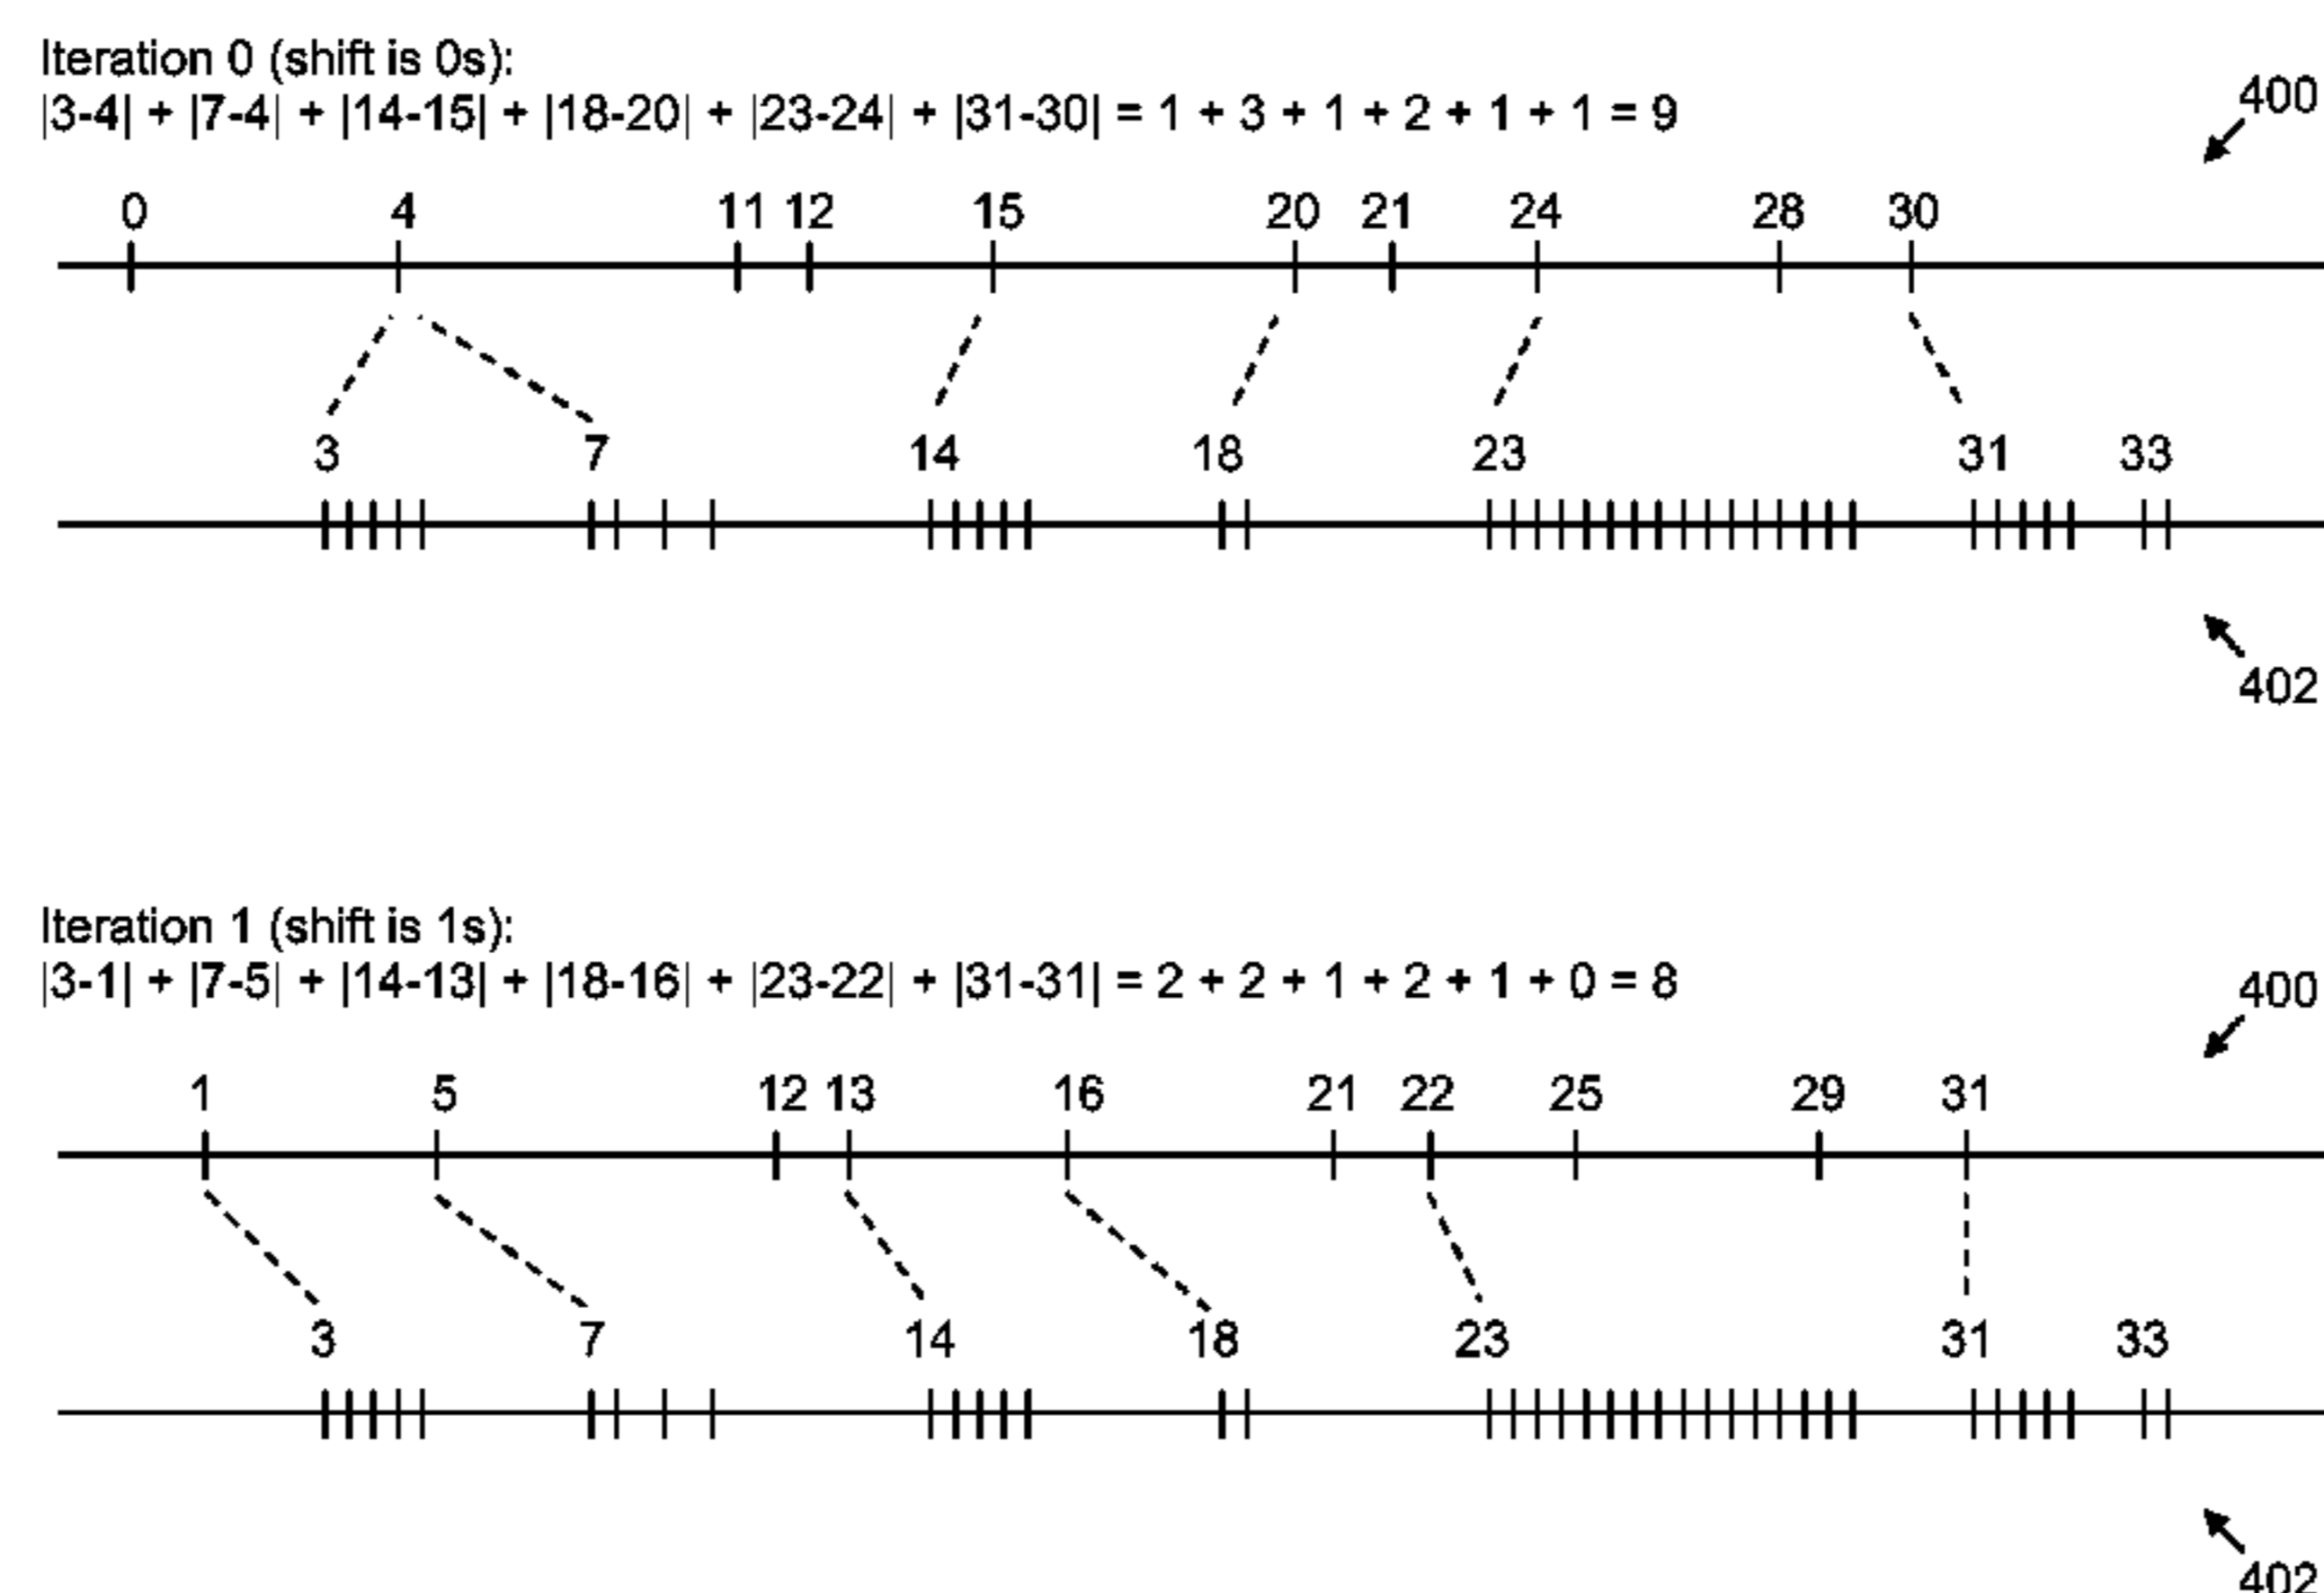 Iteration 0 (shift is 0s):
|3-4| + |7-4| + |14-15| + |18-20| + |23-24| + |31-30| = 1 + 3 + 1 + 2 + 1 + 1 = 9
400
0 4 11 12 15 20 21 24 28 30
3 7 14 18 23 31 33
402
Iteration 1 (shift is 1s):
|3-1| + |7-5| + |14-13| + |18-16| + |23-22| + |31-31| = 2 + 2 + 1 + 2 + 1 + 0 = 8
400
1 5 12 13 16 21 22 25 29 31
3 7 14 18 23 31 33
402